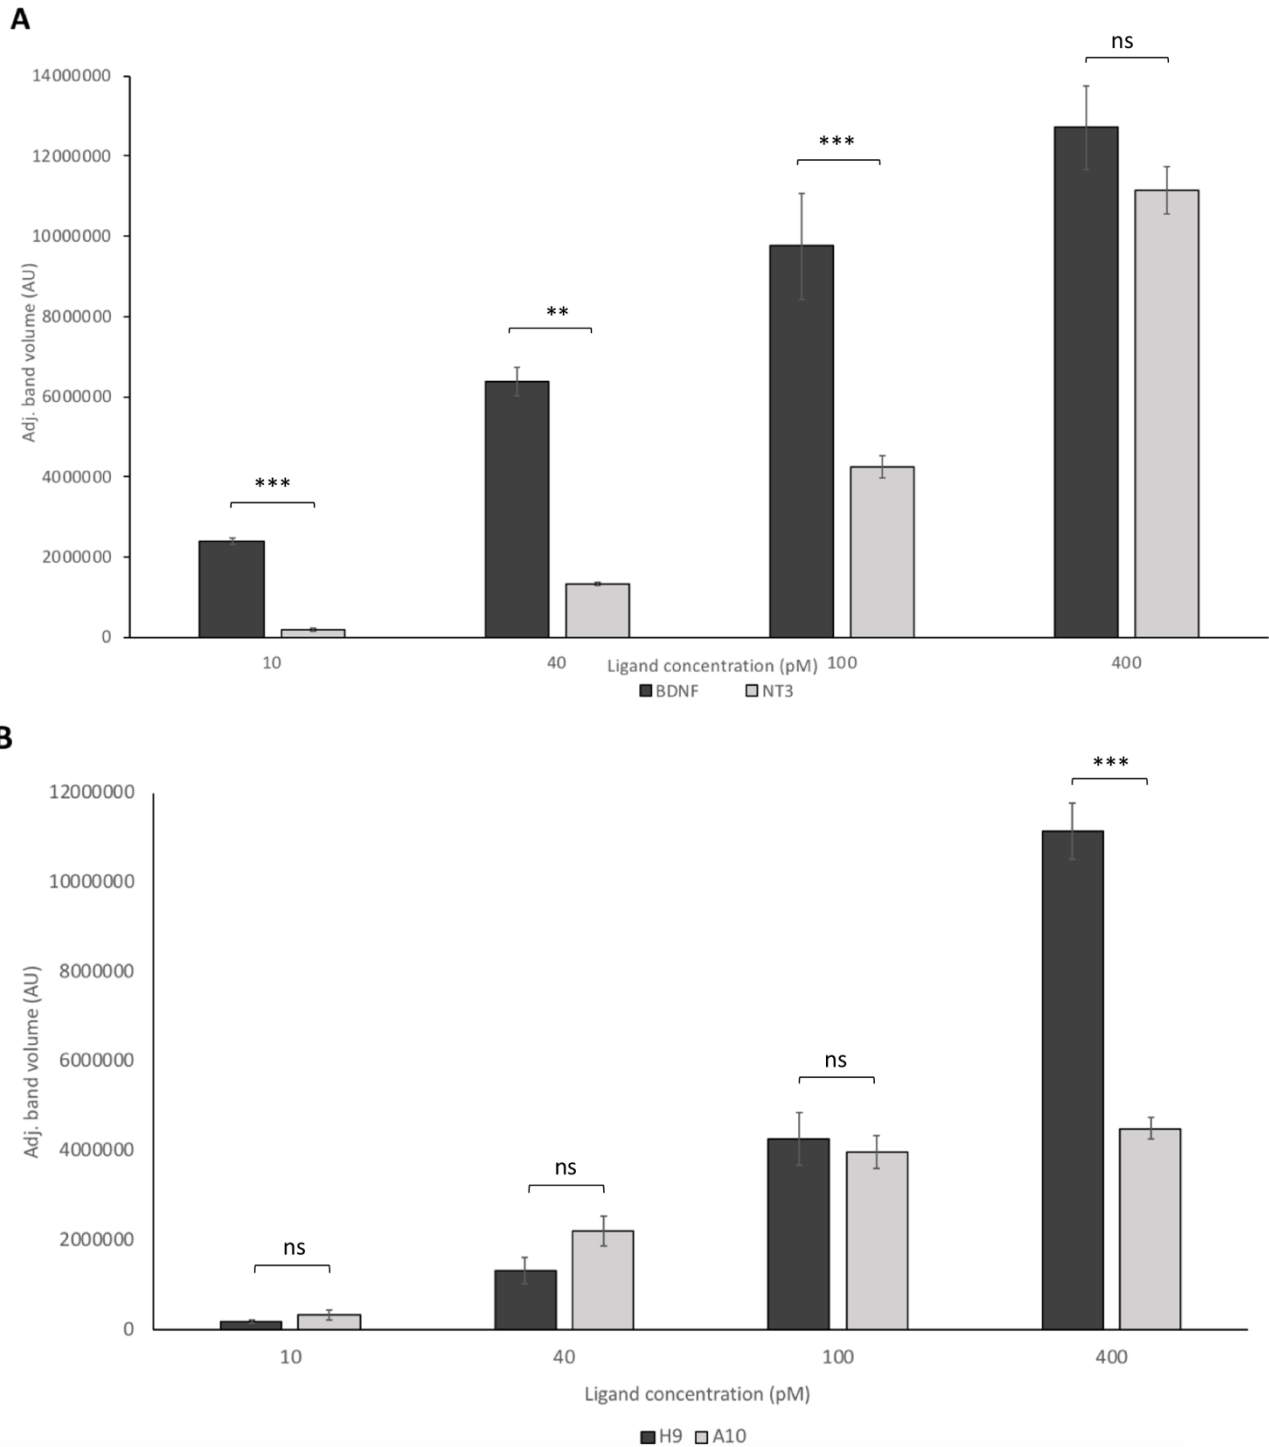 A
ns
14000000
***
12000000
10000000
Adj. band volume (AU)
**
8000000
6000000
***
4000000
2000000
0
10 40 Ligand concentration (pM) 100 400
BDNF NT3
B
***
12000000
10000000
Adj. band volume (AU)
8000000
ns
6000000
ns
4000000
ns
2000000
0
10 40 100 400
Ligand concentration (pM)
H9 A10